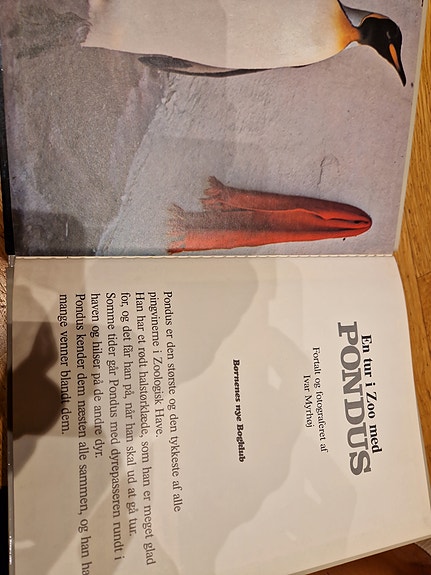 En tur i Zoo med
PONDUS
Fortalt og fotograferet af
Ivar Myrhøj
Børnenes nye Bogklub
Pondus er den største og den tykkeste af alle
pingvinerne i Zoologisk Have.
Han har et rødt halstørklæde, som han er meget glad
for, og det får han på, når han skal ud at gå tur.
Somme tider går Pondus med dyrepasseren rundt i
haven og hilser på de andre dyr.
Pondus kender dem næsten alle sammen, og han ha
mange venner blandt dem.